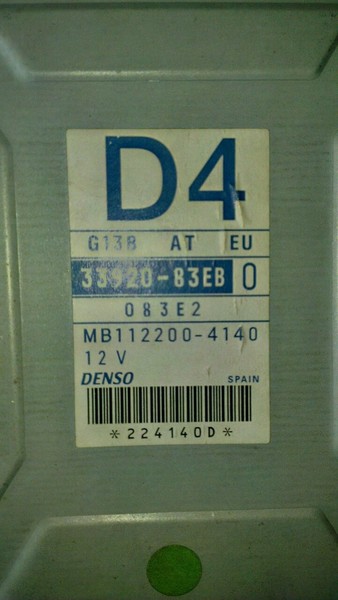 D4
G13B AT EU
33920-83EB 0
083E2
MB112200-4140
12 V
DENSO SPAIN
*224140D*